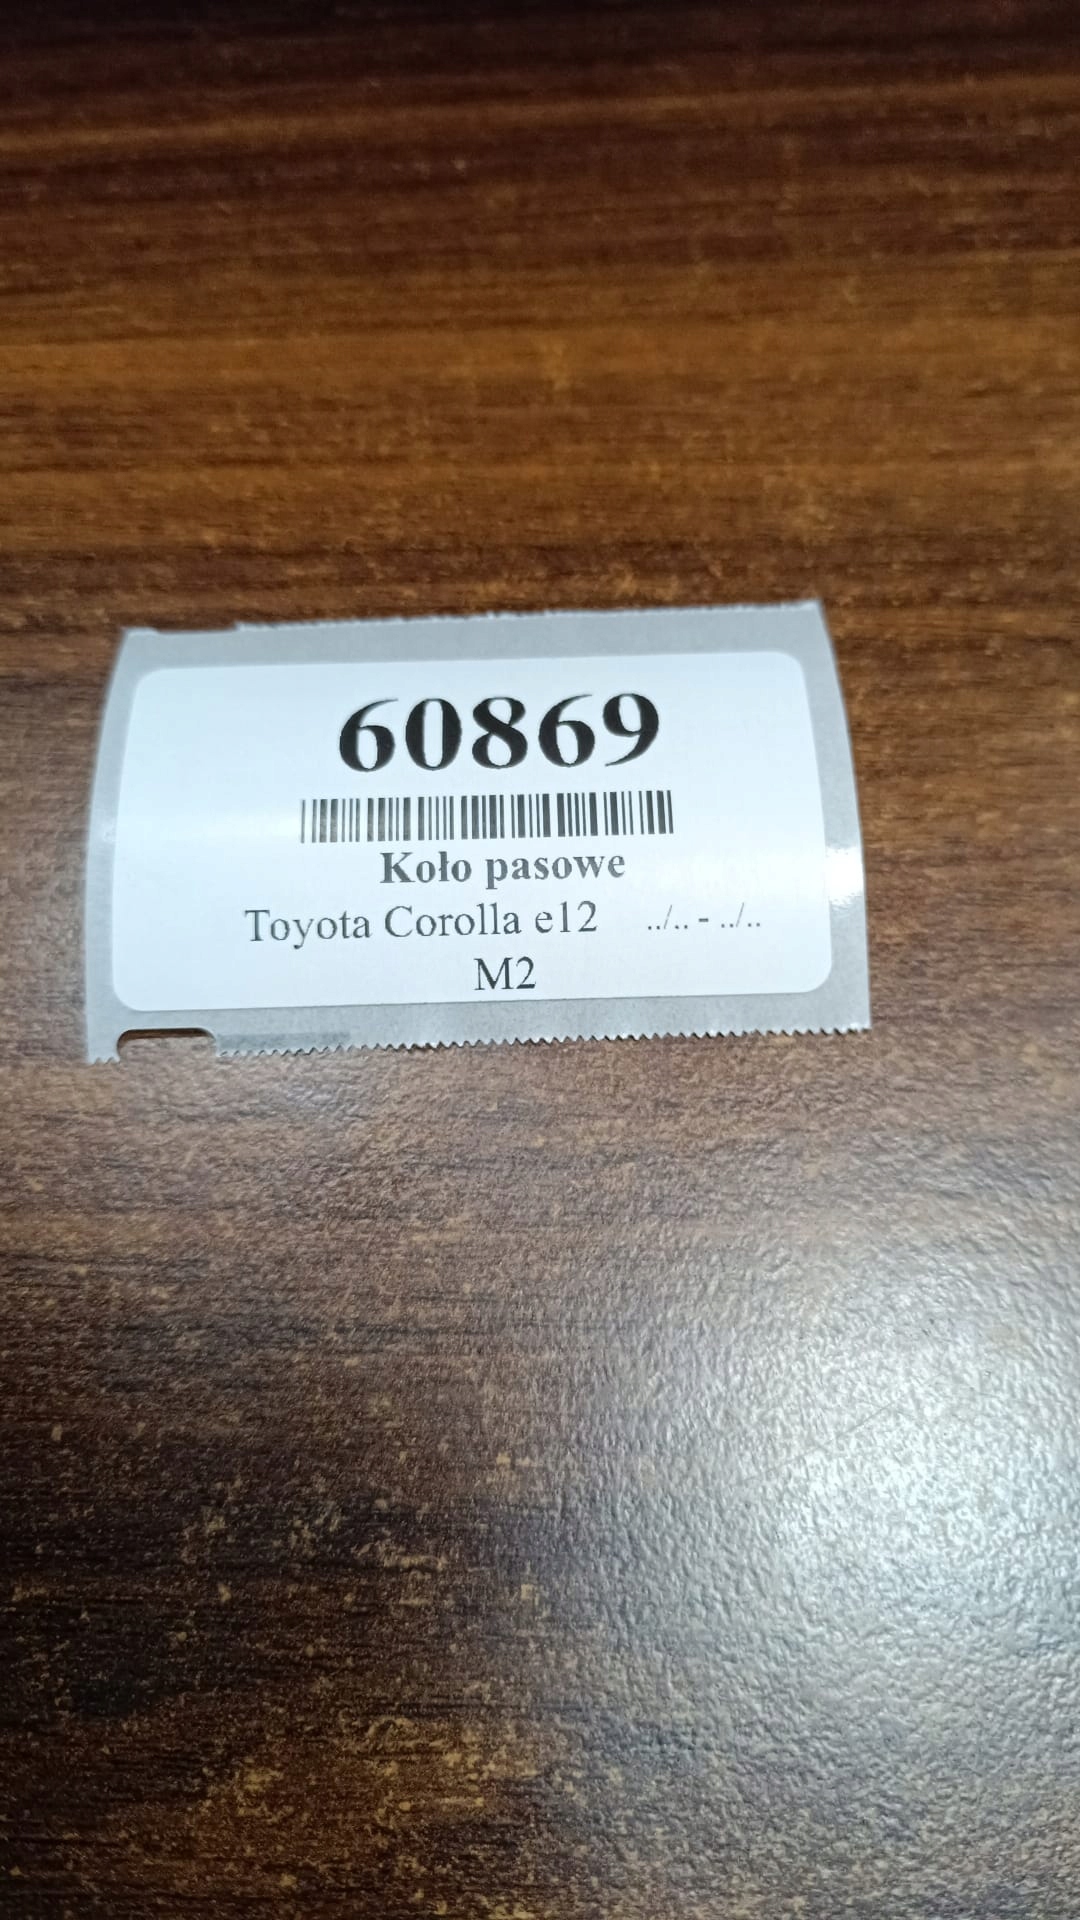 60869
Koło pasowe
Toyota Corolla e12 ../.. - ../..
M2